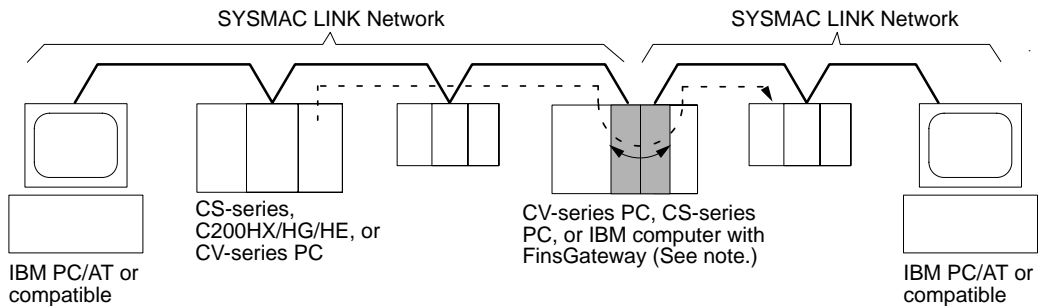 SYSMAC LINK Network
SYSMAC LINK Network
IBM PC/AT or
compatible
CS-series,
C200HX/HG/HE, or
CV-series PC
CV-series PC, CS-series
PC, or IBM computer with
FinsGateway (See note.)
IBM PC/AT or
compatible